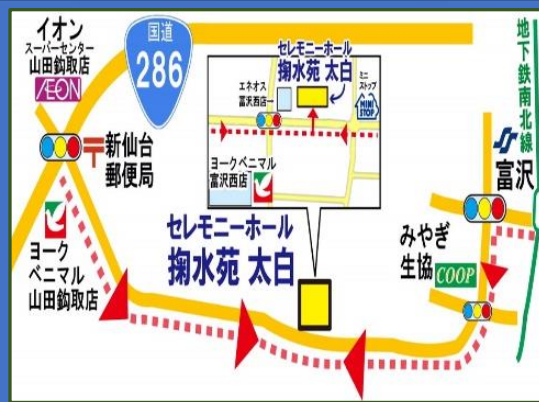 イオン
スーパーセンター
山田鈎取店
AEON
国道
286
新仙台
郵便局
ヨーク
ベニマル
山田鈎取店
セレモニーホール
掬水苑 太白
エネオス
富沢西店→
ミニ
ストップ
MINI
STOP
ヨークベニマル
富沢西店
セレモニーホール
掬水苑 太白
みやぎ
生協
COOP
富沢
地下鉄南北線